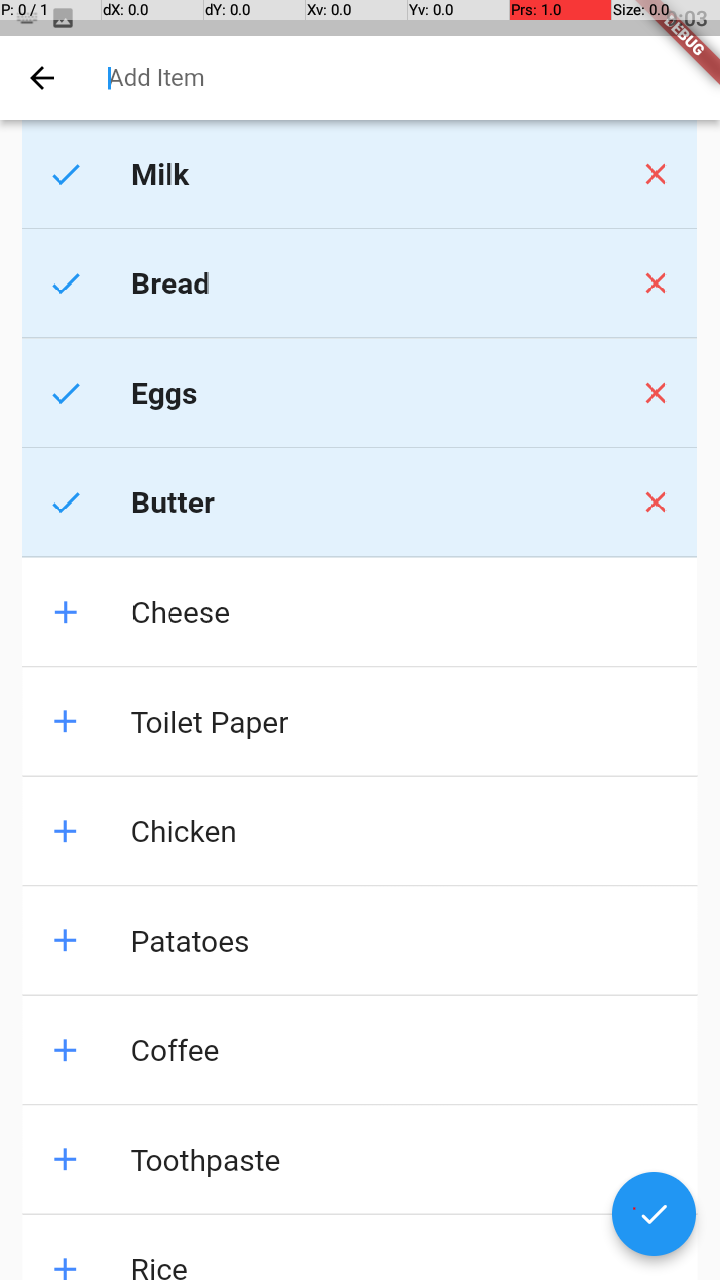 P: 0 / 1 dX: 0.0 dY: 0.0 Xv: 0.0 Yv: 0.0 Prs: 1.0 Size: 0.0
DEBUG
Add Item
Milk
Bread
Eggs
Butter
Cheese
Toilet Paper
Chicken
Patatoes
Coffee
Toothpaste
Rice